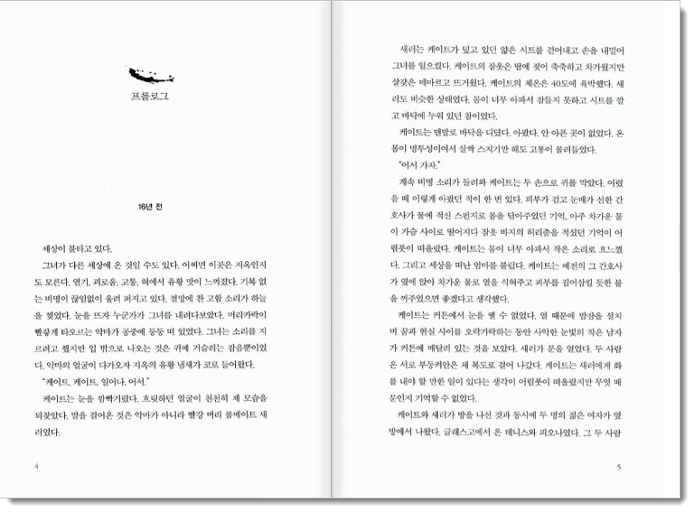 프롤로그
16년 전
세상이 불타고 있다.
그녀가 다른 세상에 온 것일 수도 있다. 어쩌면 이곳은 지옥인지
도 모른다. 열기, 괴로움, 고통, 혀에서 유황 맛이 느껴졌다. 기복 없
는 비명이 끊임없이 울려 퍼지고 있다. 절망에 찬 고함 소리가 하늘
을 찢었다. 눈을 뜨자 누군가가 그녀를 내려다보았다. 머리카락이
빨갛게 타오르는 악마가 공중에 둥둥 떠 있었다. 그녀는 소리를 지
르려고 했지만 입 밖으로 나오는 것은 귀에 거슬리는 잠음뿐이었
다. 악마의 얼굴이 다가오자 지옥의 유황 냄새가 코로 들어왔다.
“케이트, 케이트, 일어나, 어서.”
케이트는 눈을 깜빡거렸다. 흐릿하던 얼굴이 천천히 제 모습을
되찾았다. 말을 걸어온 것은 악마가 아니라 빨강 머리 룸메이트 새
러였다.
4
새러는 케이트가 덮고 있던 얇은 시트를 걷어내고 손을 내밀어
그녀를 일으켰다. 케이트의 잠옷은 땀에 젖어 축축하고 차가웠지만
살갗은 메마르고 뜨거웠다. 케이트의 체온은 40도에 육박했다. 새
러도 비슷한 상태였다. 몸이 너무 아파서 잠들지 못하고 시트를 깔
고 바닥에 누워 있던 참이었다.
케이트는 맨발로 바닥을 디뎠다. 아팠다. 안 아픈 곳이 없었다. 온
몸이 멍투성이여서 살짝 스치기만 해도 고통이 몰려들었다.
“어서 가자.”
계속 비명 소리가 들려와 케이트는 두 손으로 귀를 막았다. 어렸
을 때 이렇게 아팠던 적이 한 번 있다. 피부가 검고 눈매가 선한 간
호사가 물에 적신 스펀지로 몸을 닦아주었던 기억, 아주 차가운 물
이 가슴 사이로 떨어지다 잠옷 바지의 허리춤을 적셨던 기억이 어
렴풋이 떠올랐다. 케이트는 몸이 너무 아파서 작은 소리로 흐느꼈
다. 그리고 세상을 떠난 엄마를 불렀다. 케이트는 예전의 그 간호사
가 옆에 앉아 차가운 물로 열을 식혀주고 피부를 집어삼킬 듯한 불
을 꺼주었으면 좋겠다고 생각했다.
케이트는 커튼에서 눈을 뗄 수 없었다. 열 때문에 밤잠을 설치
며 꿈과 현실 사이를 오락가락하는 동안 사악한 눈빛의 작은 남자
가 커튼에 매달려 있는 것을 보았다. 새러가 문을 열었다. 두 사람
은 서로 부둥켜안은 채 복도로 걸어 나갔다. 케이트는 새러에게 화
를 내야 할 만한 일이 있다는 생각이 어렴풋이 떠올랐지만 무엇 때
문인지 기억할 수 없었다.
케이트와 새러가 방을 나선 것과 동시에 두 명의 젊은 여자가 옆
방에서 나왔다. 글래스고에서 온 데니스와 피오나였다. 그 두 사람
5